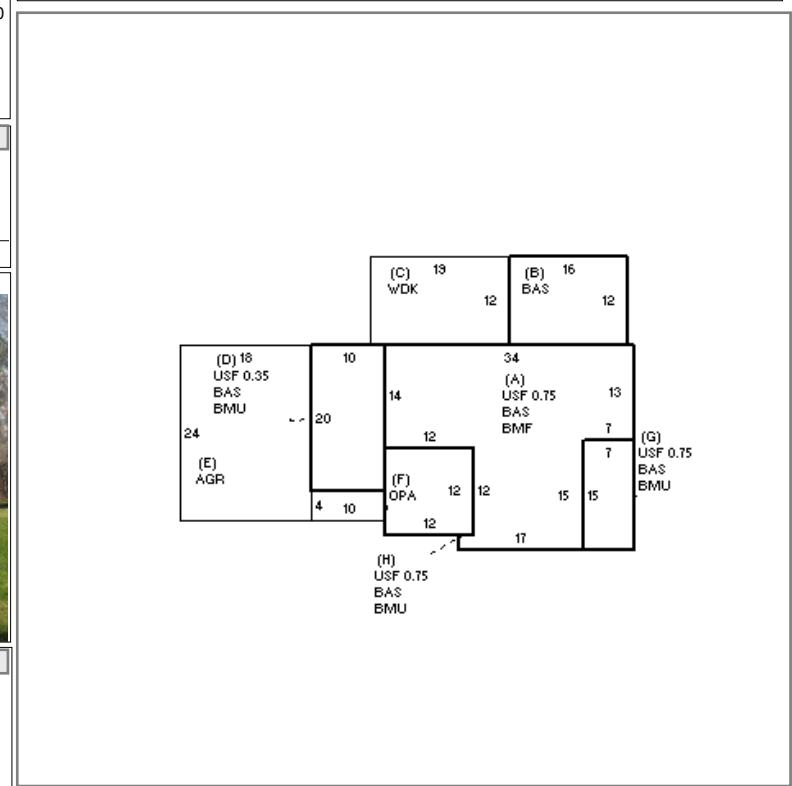 0
(C) 19
WDK
12
(B) 16
BAS
12
(D) 18
USF 0.35
BAS
BMU
10
20
24
(E)
AGR
4 10
34
(A)
USF 0.75
BAS
BMF
14
13
12
7
7
(G)
USF 0.75
BAS
BMU
(F)
OPA
12 12
12
15 15
17
(H)
USF 0.75
BAS
BMU